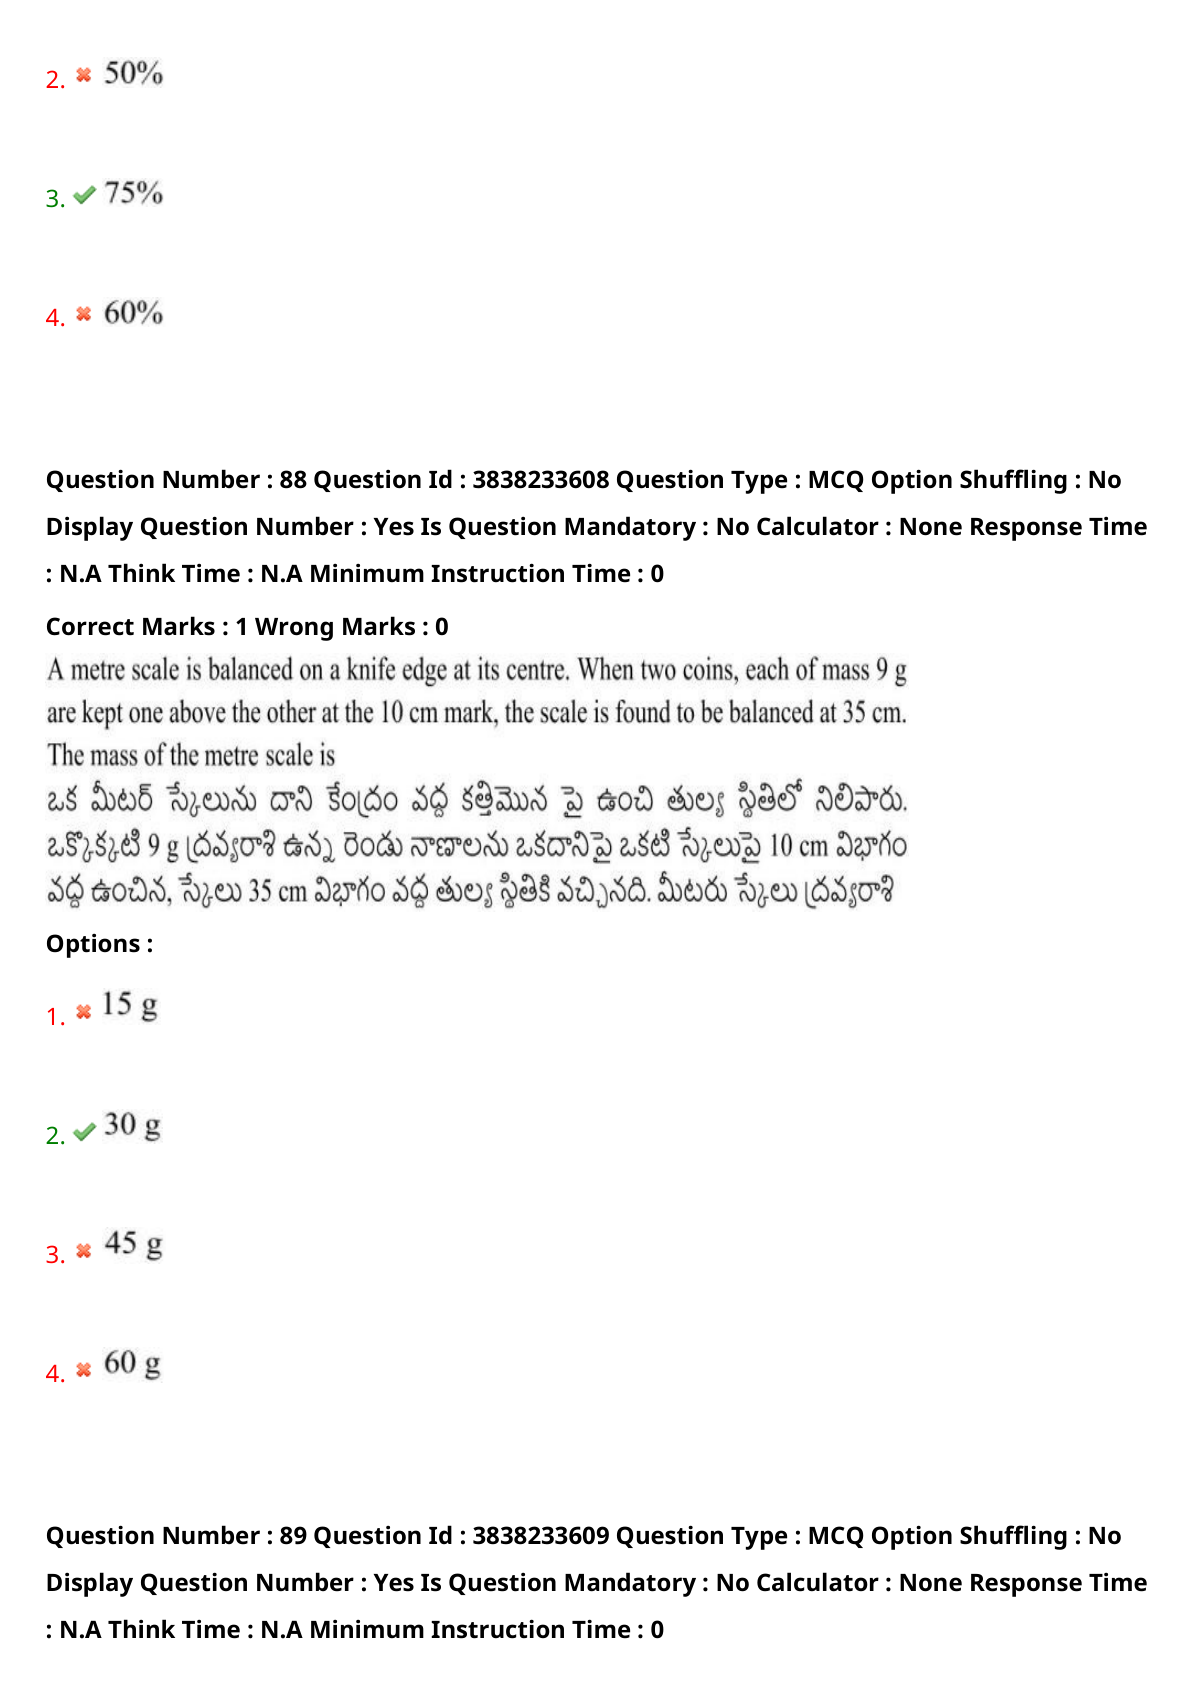 2. 50%
3. 75%
4. 60%
Question Number : 88 Question Id : 3838233608 Question Type : MCQ Option Shuffling : No
Display Question Number : Yes Is Question Mandatory : No Calculator : None Response Time
: N.A Think Time : N.A Minimum Instruction Time : 0
Correct Marks : 1 Wrong Marks : 0
A metre scale is balanced on a knife edge at its centre. When two coins, each of mass 9 g
are kept one above the other at the 10 cm mark, the scale is found to be balanced at 35 cm.
The mass of the metre scale is
ఒక మీటర్ స్కేలును దాని కేంద్రం వద్ద కత్తిమొన పై ఉంచి తుల్య స్థితిలో నిలిపారు.
ఒక్కొక్కటి 9 g ద్రవ్యరాశి ఉన్న రెండు నాణాలను ఒకదానిపై ఒకటి స్కేలుపై 10 cm విభాగం
వద్ద ఉంచిన, స్కేలు 35 cm విభాగం వద్ద తుల్య స్థితికి వచ్చినది. మీటరు స్కేలు ద్రవ్యరాశి
Options :
1. 15 g
2. 30 g
3. 45 g
4. 60 g
Question Number : 89 Question Id : 3838233609 Question Type : MCQ Option Shuffling : No
Display Question Number : Yes Is Question Mandatory : No Calculator : None Response Time
: N.A Think Time : N.A Minimum Instruction Time : 0